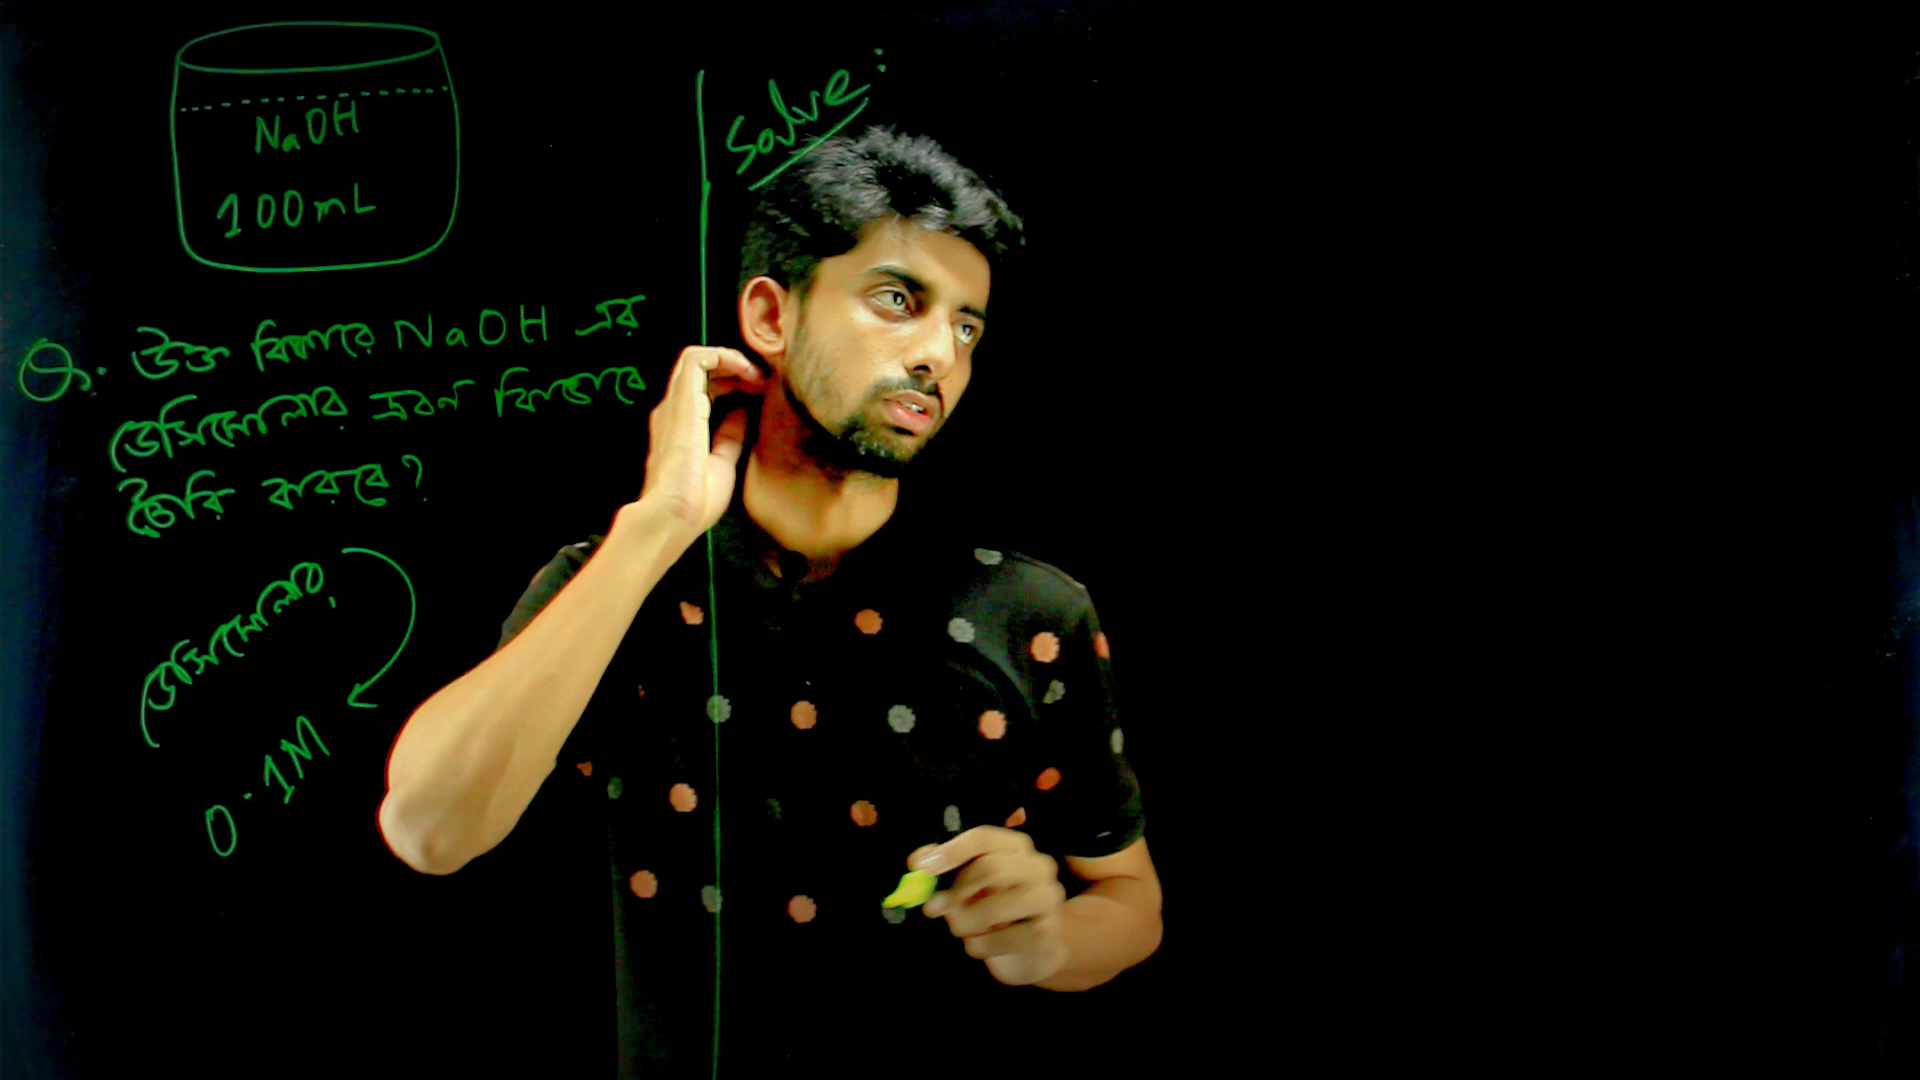 NaOH
100mL
Q. উক্ত বিকারে NaOH এর
ডেসিমোলার দ্রবণ কিভাবে
তৈরি করবে?
ডেসিমোলার
0.1M
Solve: